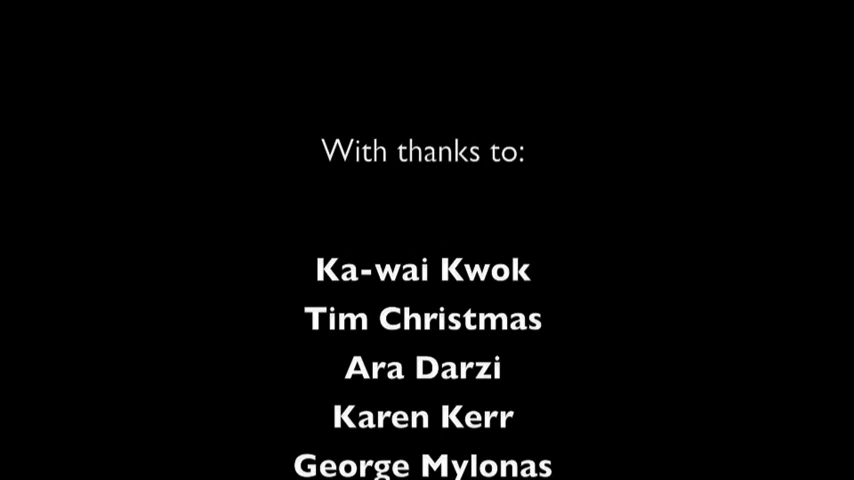 With thanks to:
Ka-wai Kwok
Tim Christmas
Ara Darzi
Karen Kerr
George Mylonas